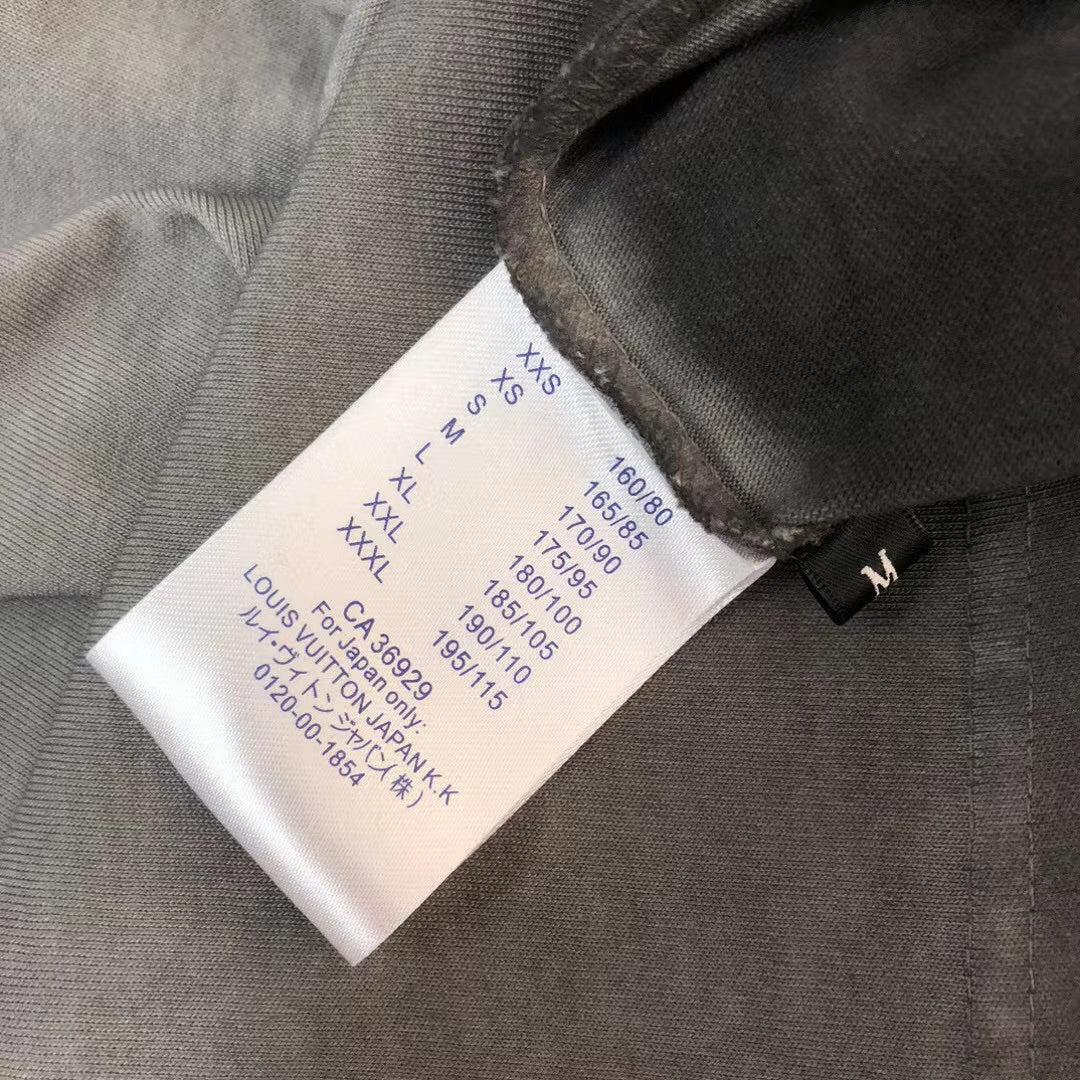 XXS 160/80
XS 165/85
S 170/90
M 175/95
L 180/100
XL 185/105
XXL 190/110
XXXL 195/115
CA 36929
For Japan only:
LOUIS VUITTON JAPAN K.K
ルイ・ヴィトンジャパン(株)
0120-00-1854
M